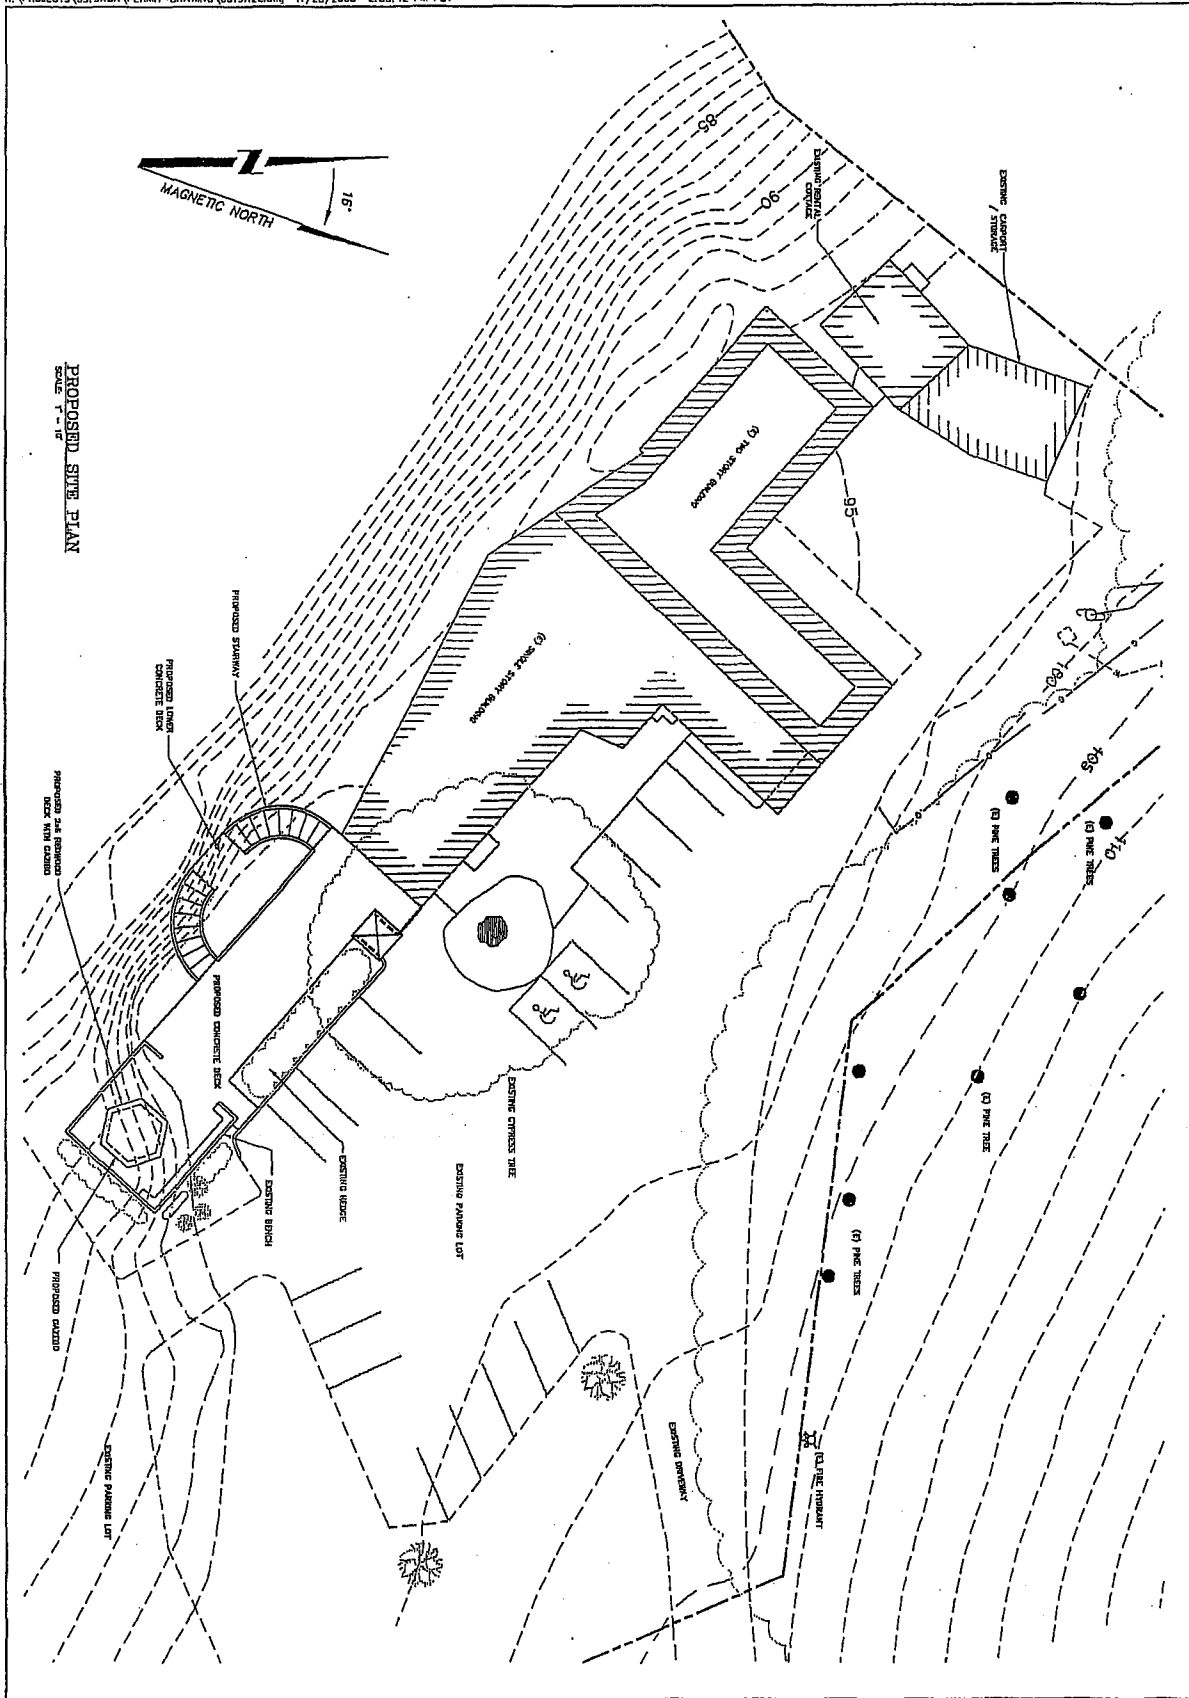 85
90
EXISTING RENTAL
COTTAGE
EXISTING CARPORT
/ STORAGE
N
16°
MAGNETIC NORTH
PROPOSED SITE PLAN
SCALE: 1" = 10'
(E) TWO STORY BUILDING
95
(E) SINGLE STORY BUILDING
100
105
110
(E) PINE TREES
(E) PINE TREES
(E) PINE TREE
(E) PINE TREES
PROPOSED STAIRWAY
PROPOSED LOWER
CONCRETE DECK
PROPOSED 2x6 REDWOOD
DECK WITH GAZEBO
PROPOSED CONCRETE DECK
EXISTING CYPRESS TREE
EXISTING PARKING LOT
EXISTING HEDGE
EXISTING BENCH
PROPOSED GAZEBO
EXISTING PARKING LOT
EXISTING DRIVEWAY
(E) FIRE HYDRANT